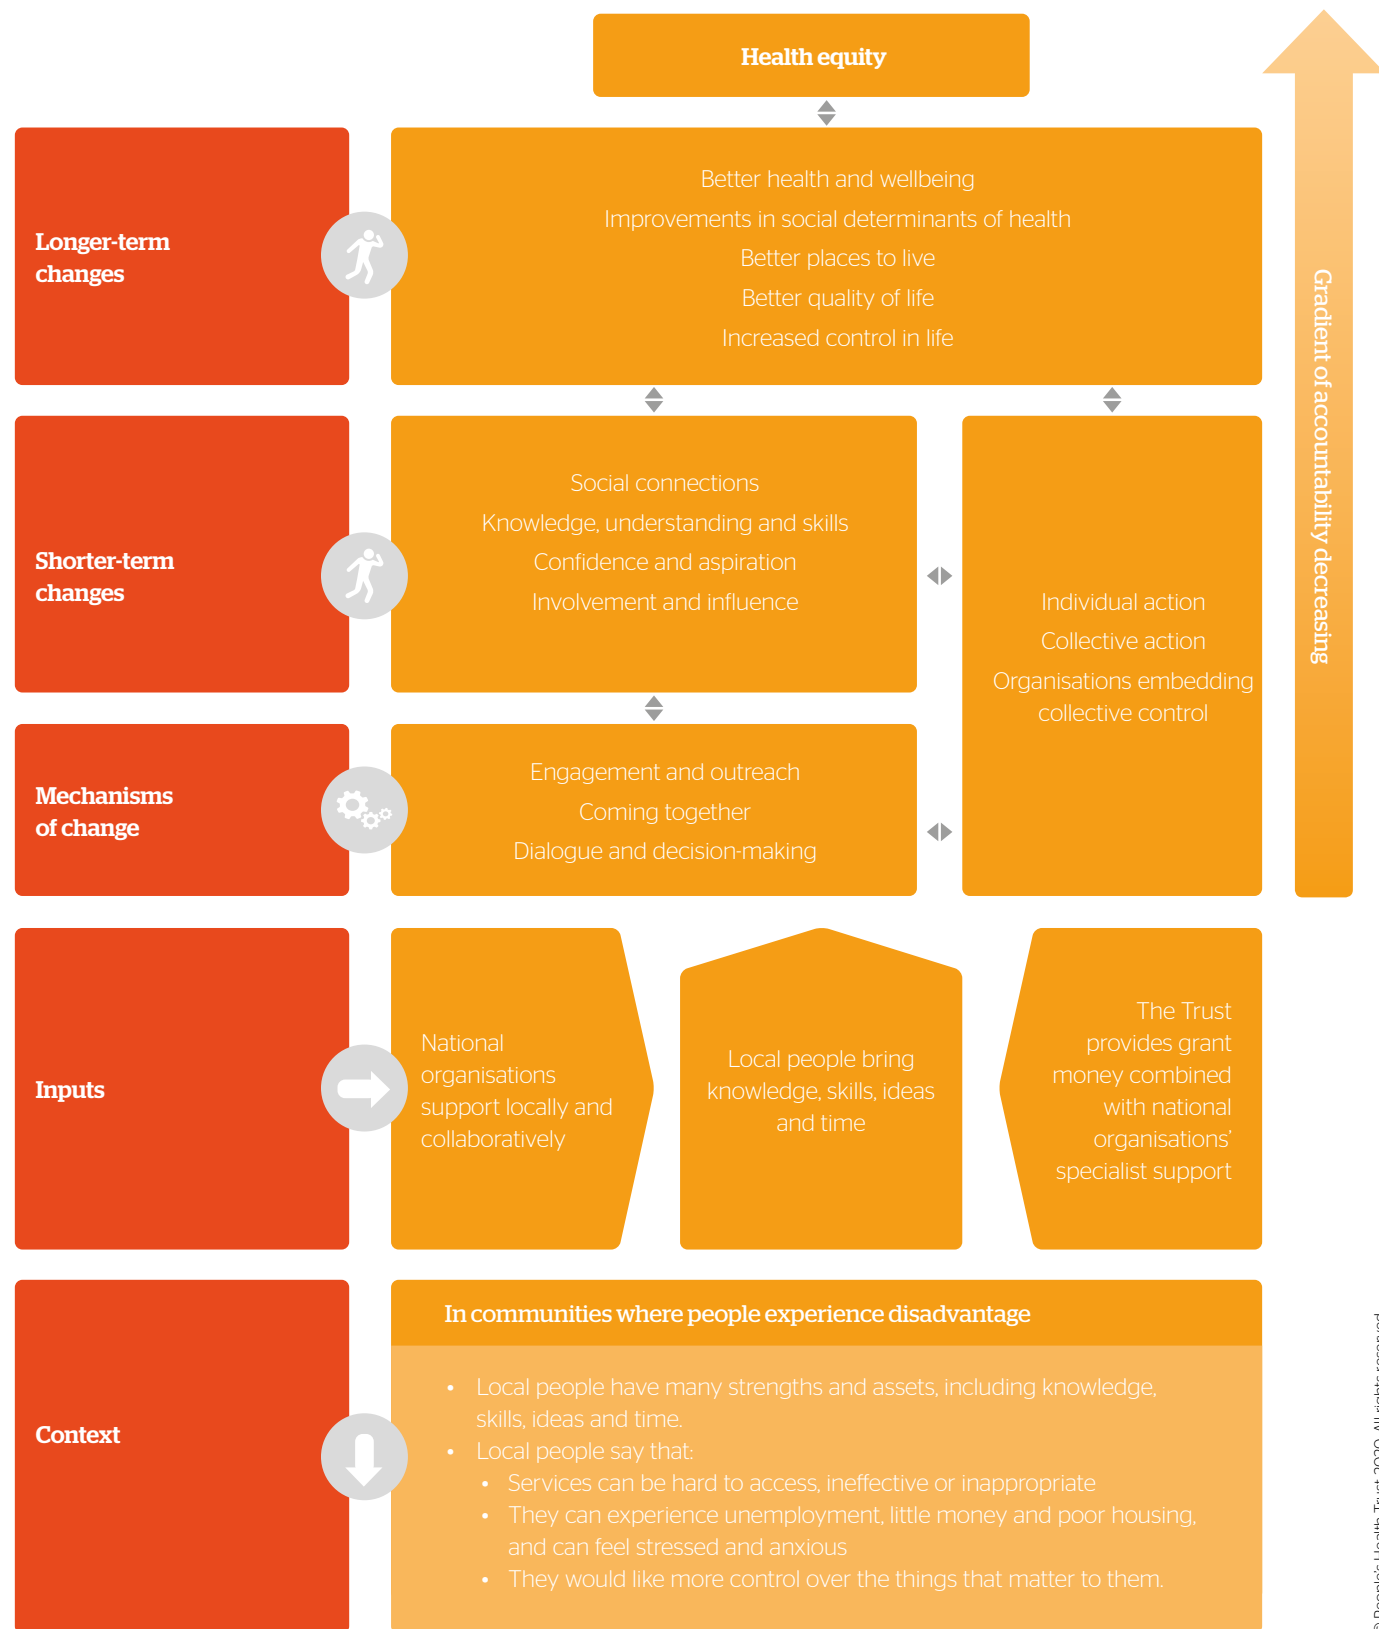 Health equity
Longer-term
changes
Better health and wellbeing
Improvements in social determinants of health
Better places to live
Better quality of life
Increased control in life
Shorter-term
changes
Social connections
Knowledge, understanding and skills
Confidence and aspiration
Involvement and influence
Individual action
Collective action
Organisations embedding
collective control
Mechanisms
of change
Engagement and outreach
Coming together
Dialogue and decision-making
Gradient of accountability decreasing
Inputs
National
organisations
support locally and
collaboratively
Local people bring
knowledge, skills, ideas
and time
The Trust
provides grant
money combined
with national
organisations’
specialist support
Context
In communities where people experience disadvantage
• Local people have many strengths and assets, including knowledge,
skills, ideas and time.
• Local people say that:
• Services can be hard to access, ineffective or inappropriate
• They can experience unemployment, little money and poor housing,
and can feel stressed and anxious
• They would like more control over the things that matter to them.
© People's Health Trust 2020. All rights reserved